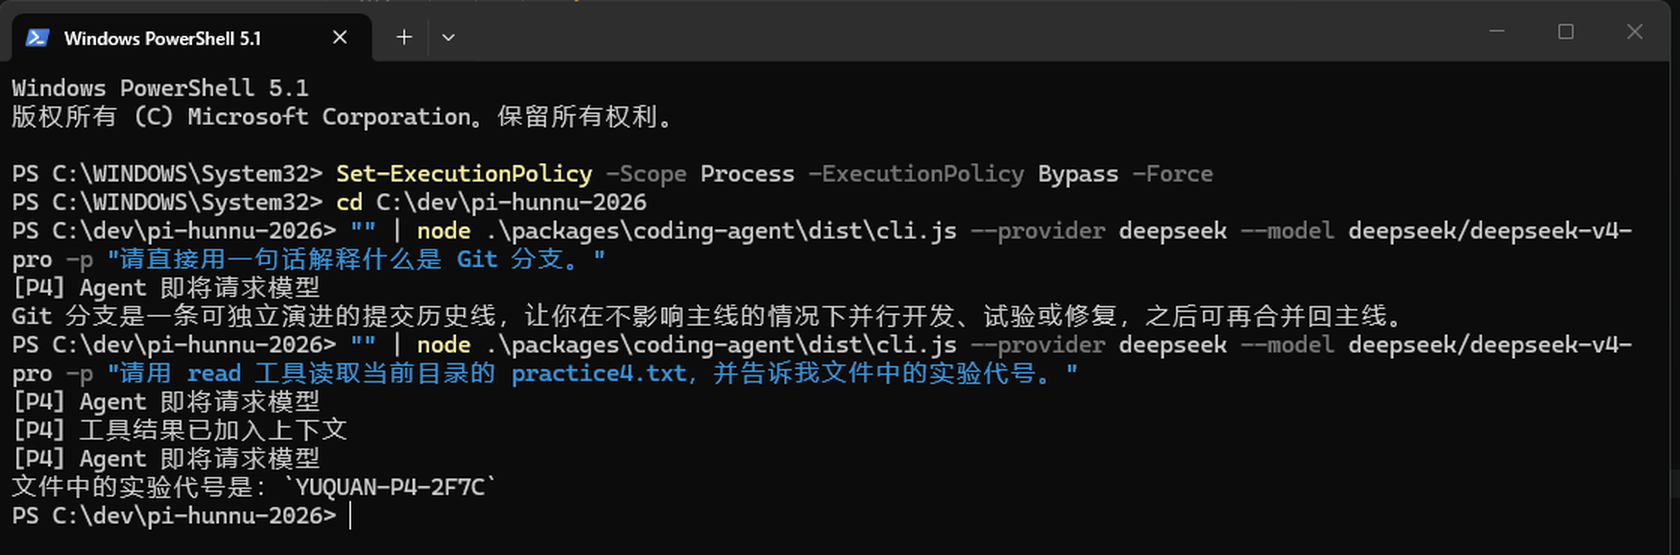 Windows PowerShell 5.1
Windows PowerShell 5.1
版权所有 (C) Microsoft Corporation。保留所有权利。
PS C:\WINDOWS\System32> Set-ExecutionPolicy -Scope Process -ExecutionPolicy Bypass -Force
PS C:\WINDOWS\System32> cd C:\dev\pi-hunnu-2026
PS C:\dev\pi-hunnu-2026> "" | node .\packages\coding-agent\dist\cli.js --provider deepseek --model deepseek/deepseek-v4-
pro -p "请直接用一句话解释什么是 Git 分支。"
[P4] Agent 即将请求模型
Git 分支是一条可独立演进的提交历史线，让你在不影响主线的情况下并行开发、试验或修复，之后可再合并回主线。
PS C:\dev\pi-hunnu-2026> "" | node .\packages\coding-agent\dist\cli.js --provider deepseek --model deepseek/deepseek-v4-
pro -p "请用 read 工具读取当前目录的 practice4.txt，并告诉我文件中的实验代号。"
[P4] Agent 即将请求模型
[P4] 工具结果已加入上下文
[P4] Agent 即将请求模型
文件中的实验代号是：`YUQUAN-P4-2F7C`
PS C:\dev\pi-hunnu-2026>